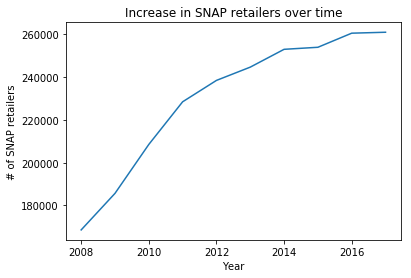 Increase in SNAP retailers over time
260000
240000
220000
200000
180000
# of SNAP retailers
2008 2010 2012 2014 2016
Year